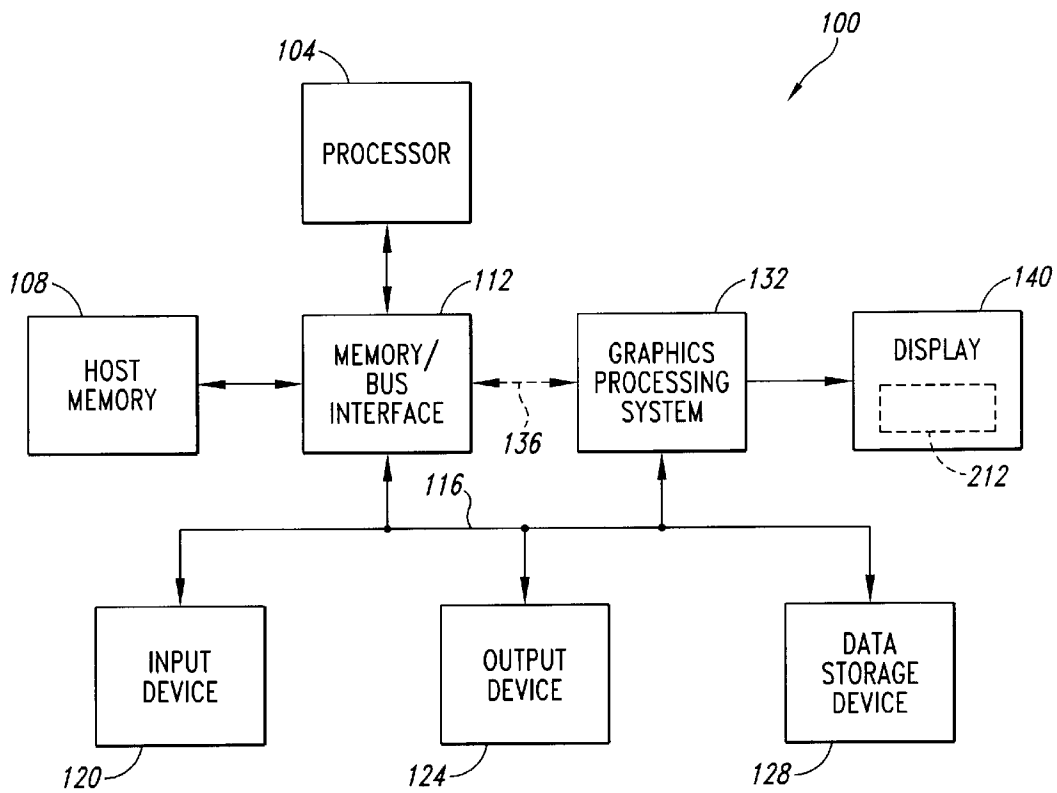 100
104
PROCESSOR
108
112
132
140
HOST
MEMORY
MEMORY/
BUS
INTERFACE
136
GRAPHICS
PROCESSING
SYSTEM
DISPLAY
212
116
INPUT
DEVICE
OUTPUT
DEVICE
DATA
STORAGE
DEVICE
120
124
128